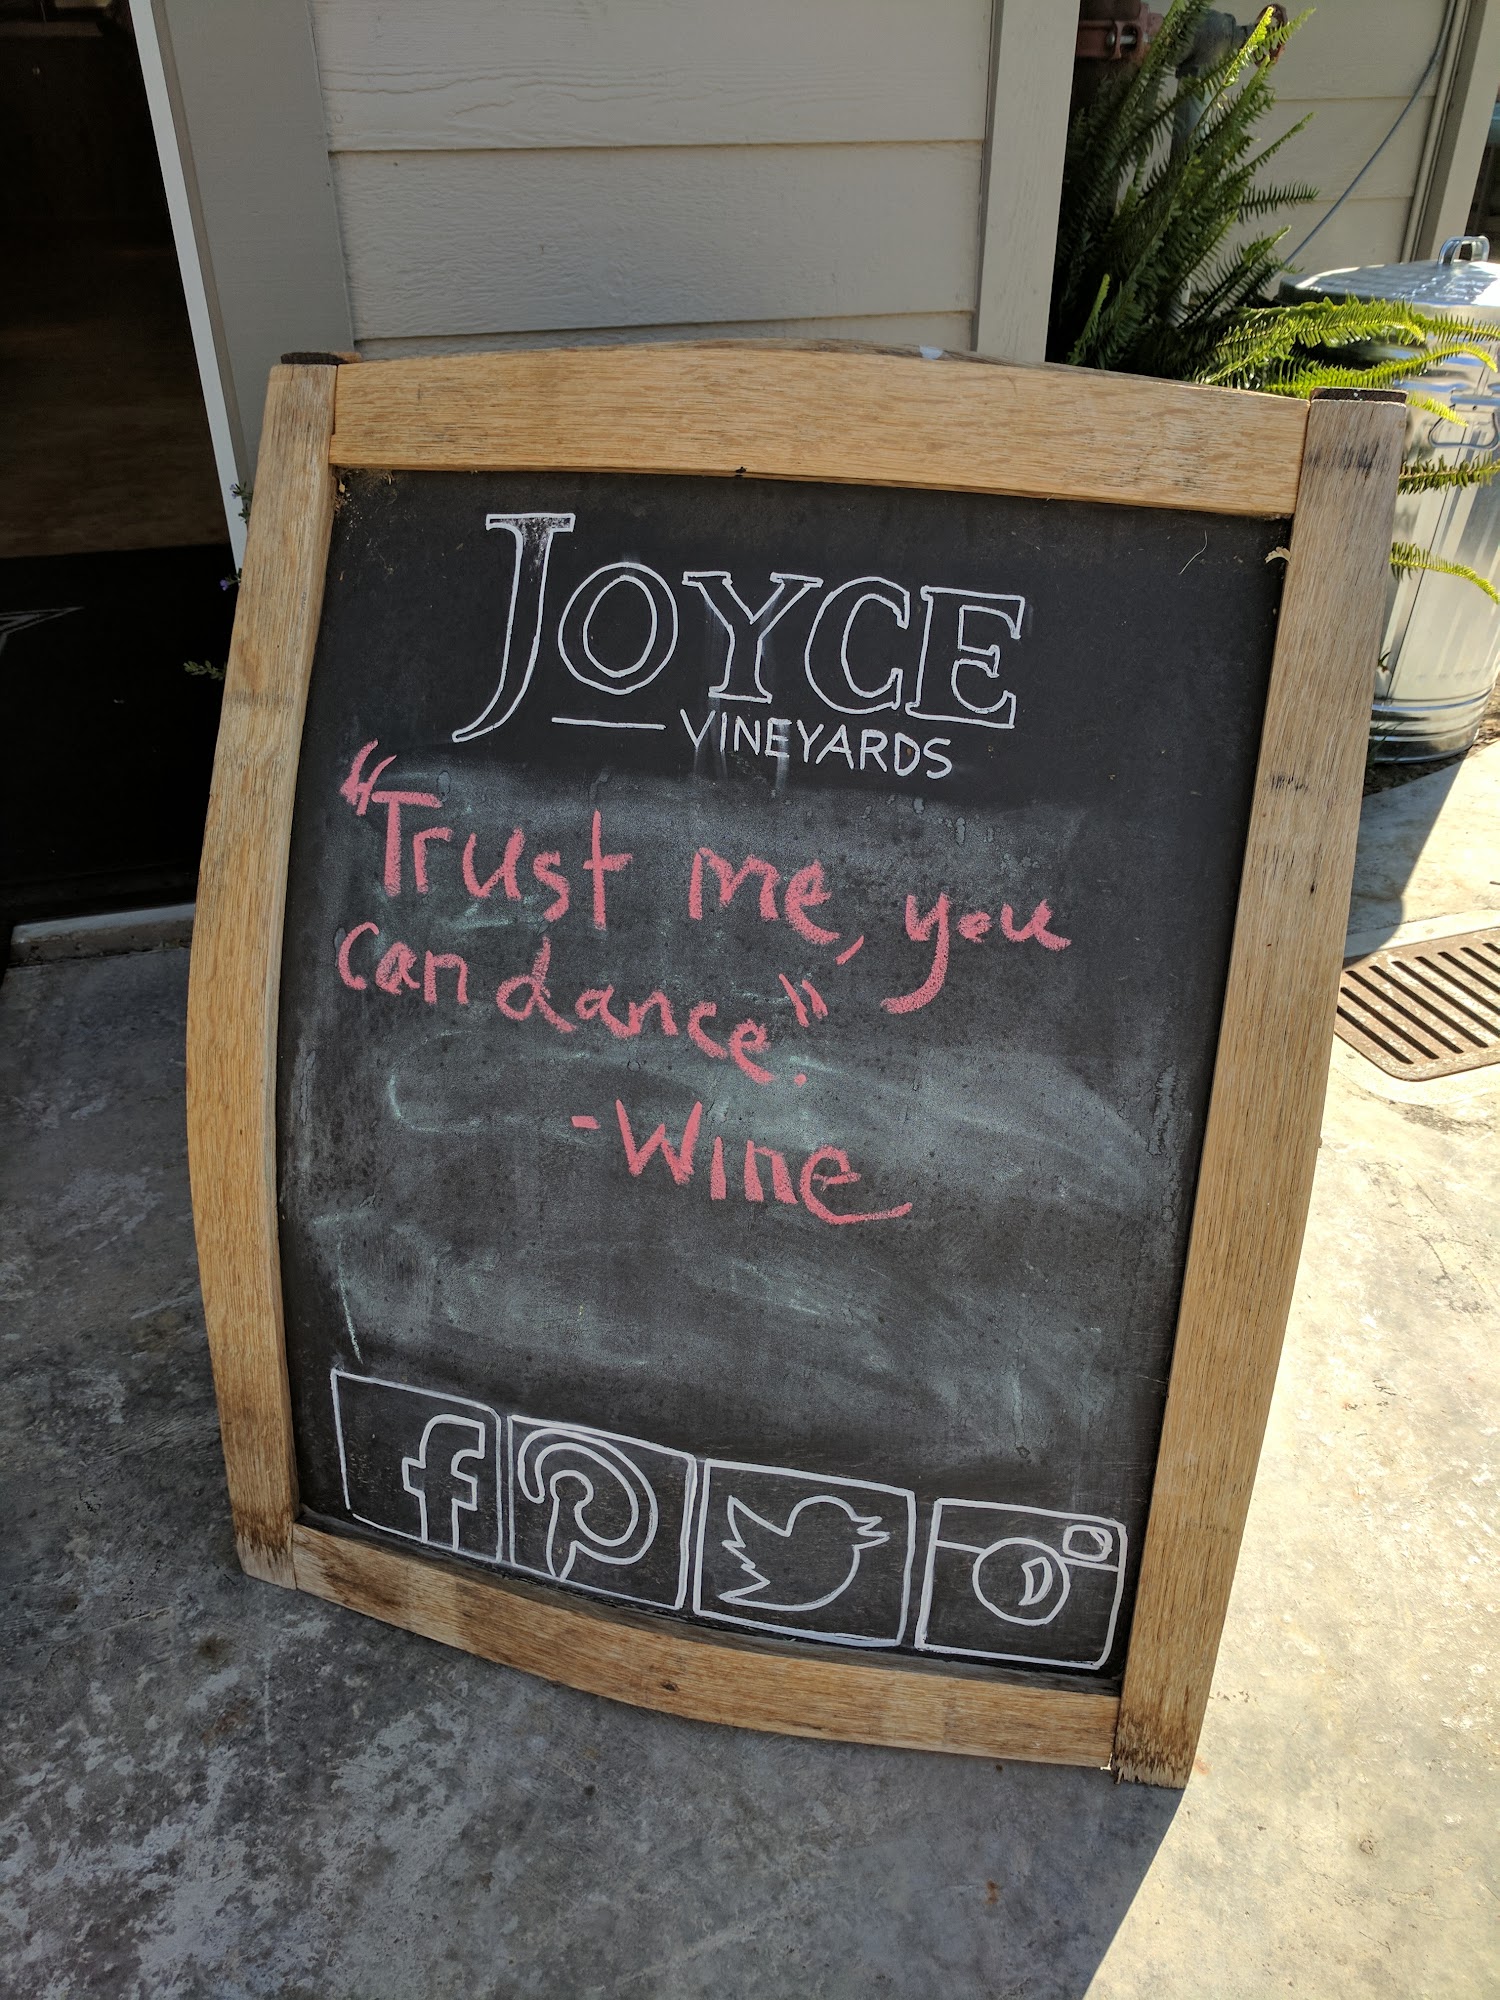 JOYCE
VINEYARDS
"Trust me, you
can dance".
-Wine